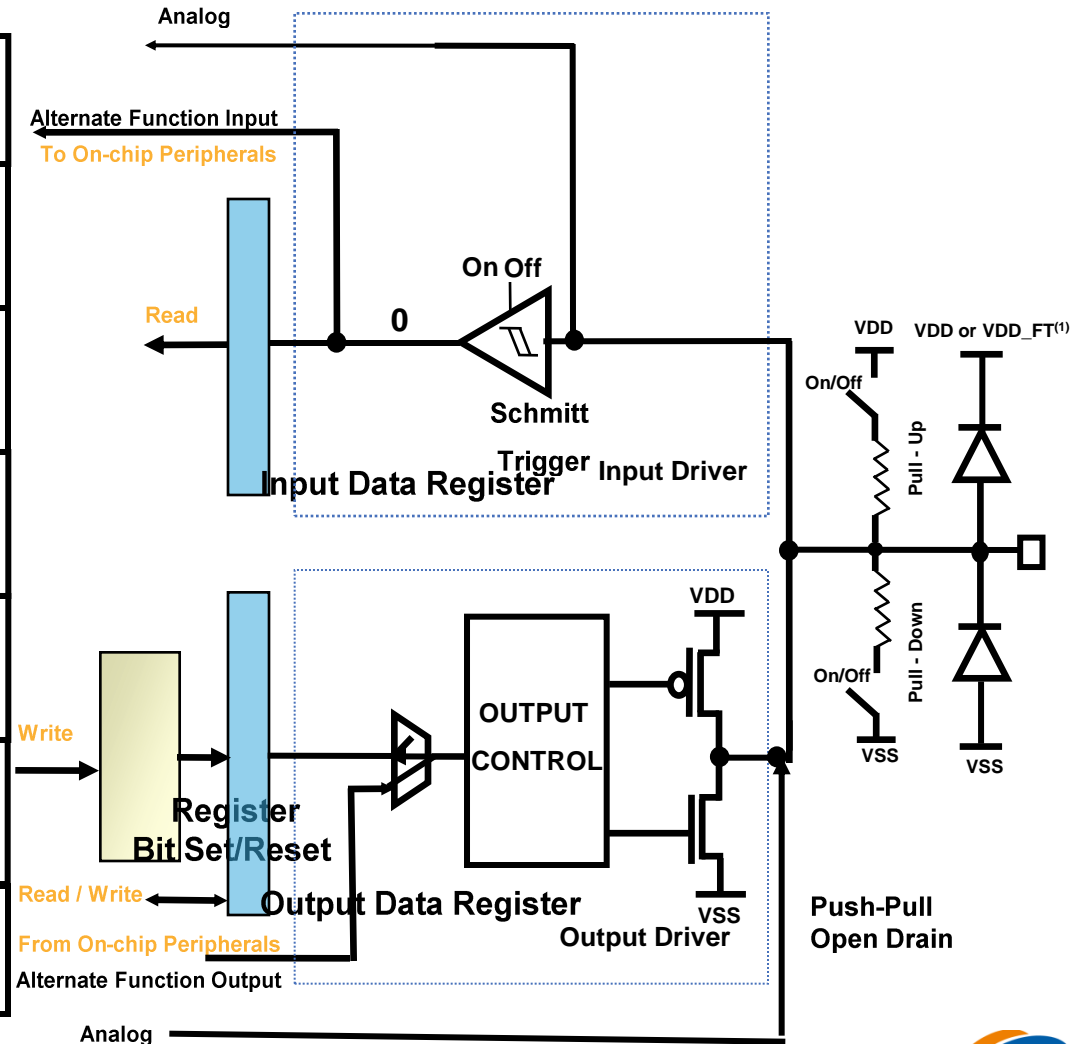 Analog
Alternate Function Input
To On-chip Peripherals
On Off
Read
0
VDD
VDD or VDD_FT(1)
On/Off
Schmitt
Trigger
Input Driver
Input Data Register
Pull - Up
VDD
Pull - Down
On/Off
OUTPUT
CONTROL
Write
VSS
VSS
Register
Bit Set/Reset
Read / Write
Output Data Register
VSS
Push-Pull
Open Drain
From On-chip Peripherals
Output Driver
Alternate Function Output
Analog